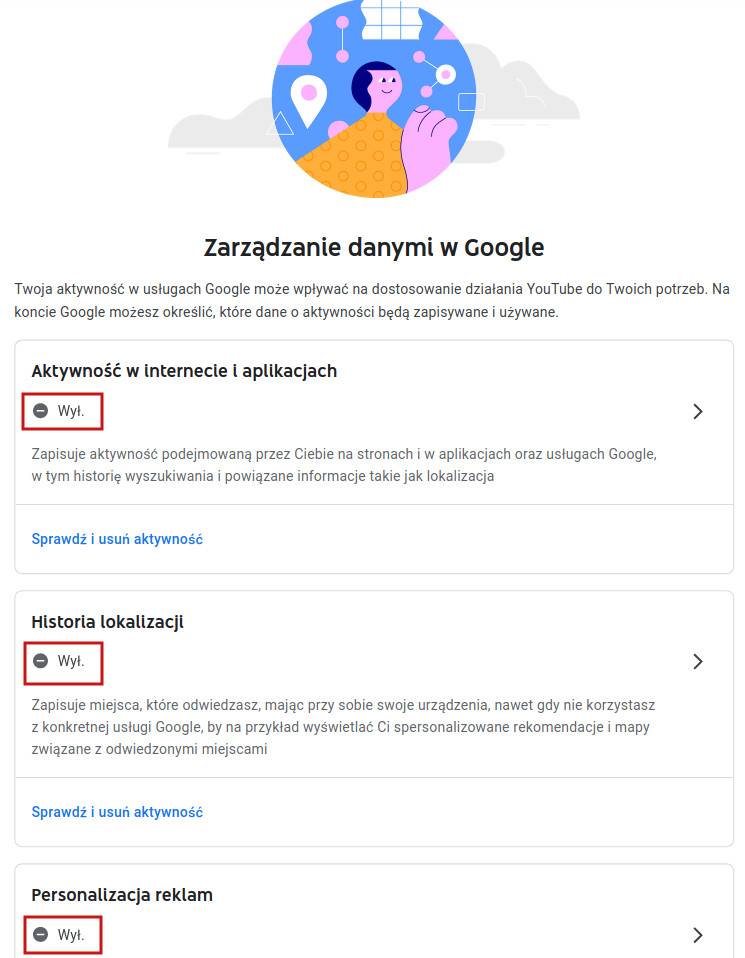 Zarządzanie danymi w Google
Twoja aktywność w usługach Google może wpływać na dostosowanie działania YouTube do Twoich potrzeb. Na
koncie Google możesz określić, które dane o aktywności będą zapisywane i używane.
Aktywność w internecie i aplikacjach
Wył.
Zapisuje aktywność podejmowaną przez Ciebie na stronach i w aplikacjach oraz usługach Google,
w tym historię wyszukiwania i powiązane informacje takie jak lokalizacja
Sprawdź i usuń aktywność
Historia lokalizacji
Wył.
Zapisuje miejsca, które odwiedzasz, mając przy sobie swoje urządzenia, nawet gdy nie korzystasz
z konkretnej usługi Google, by na przykład wyświetlać Ci spersonalizowane rekomendacje i mapy
związane z odwiedzonymi miejscami
Sprawdź i usuń aktywność
Personalizacja reklam
Wył.